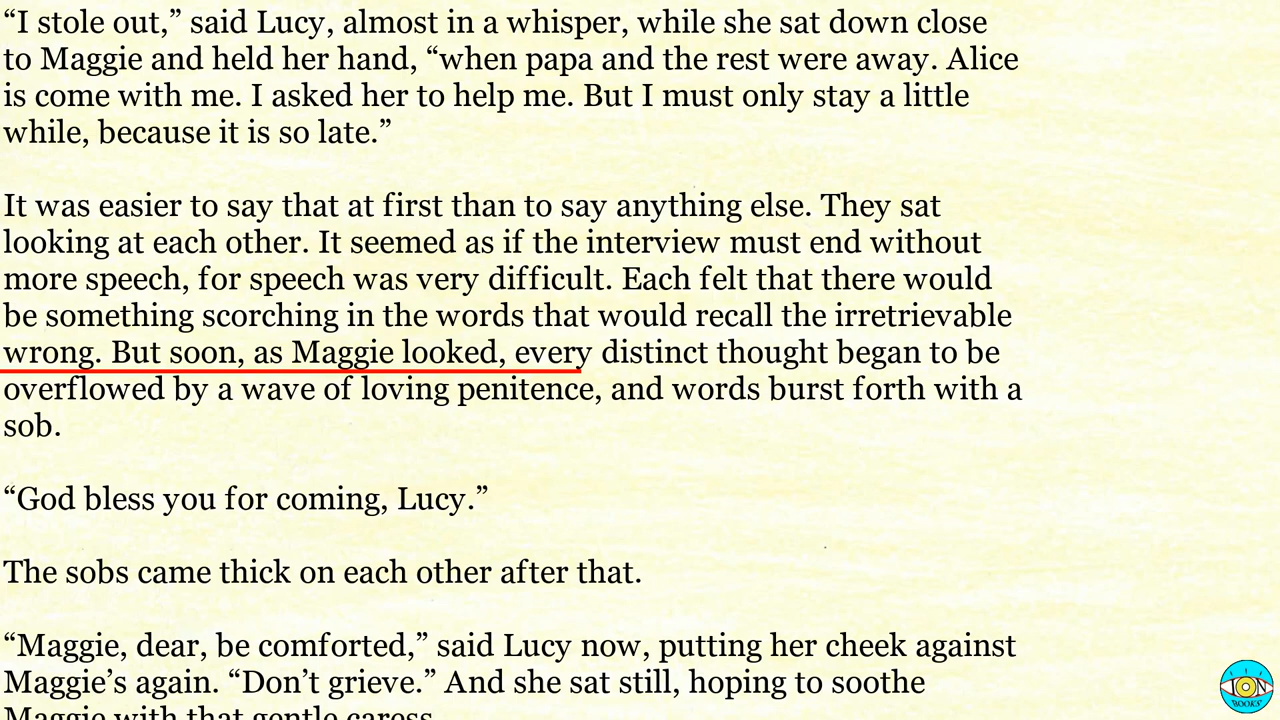 “I stole out,” said Lucy, almost in a whisper, while she sat down close
to Maggie and held her hand, “when papa and the rest were away. Alice
is come with me. I asked her to help me. But I must only stay a little
while, because it is so late.”
It was easier to say that at first than to say anything else. They sat
looking at each other. It seemed as if the interview must end without
more speech, for speech was very difficult. Each felt that there would
be something scorching in the words that would recall the irretrievable
wrong. But soon, as Maggie looked, every distinct thought began to be
overflowed by a wave of loving penitence, and words burst forth with a
sob.
“God bless you for coming, Lucy.”
The sobs came thick on each other after that.
“Maggie, dear, be comforted,” said Lucy now, putting her cheek against
Maggie’s again. “Don’t grieve.” And she sat still, hoping to soothe
Maggie with that gentle caress.
ION
BOOKS